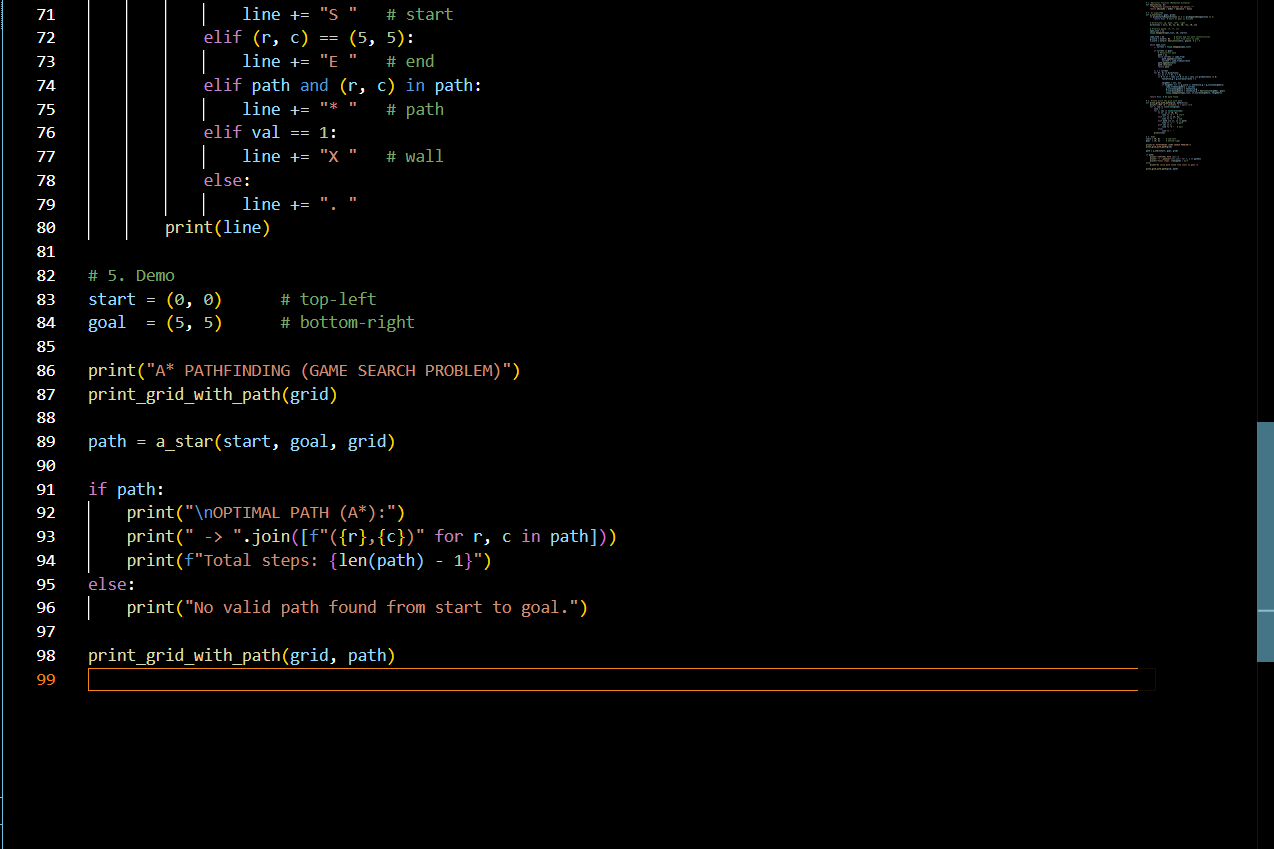 71                 line += "S "   # start
72             elif (r, c) == (5, 5):
73                 line += "E "   # end
74             elif path and (r, c) in path:
75                 line += "* "   # path
76             elif val == 1:
77                 line += "X "   # wall
78             else:
79                 line += ". "
80         print(line)
81
82 # 5. Demo
83 start = (0, 0)      # top-left
84 goal  = (5, 5)      # bottom-right
85
86 print("A* PATHFINDING (GAME SEARCH PROBLEM)")
87 print_grid_with_path(grid)
88
89 path = a_star(start, goal, grid)
90
91 if path:
92     print("\nOPTIMAL PATH (A*):")
93     print(" -> ".join([f"({r},{c})" for r, c in path]))
94     print(f"Total steps: {len(path) - 1}")
95 else:
96     print("No valid path found from start to goal.")
97
98 print_grid_with_path(grid, path)
99